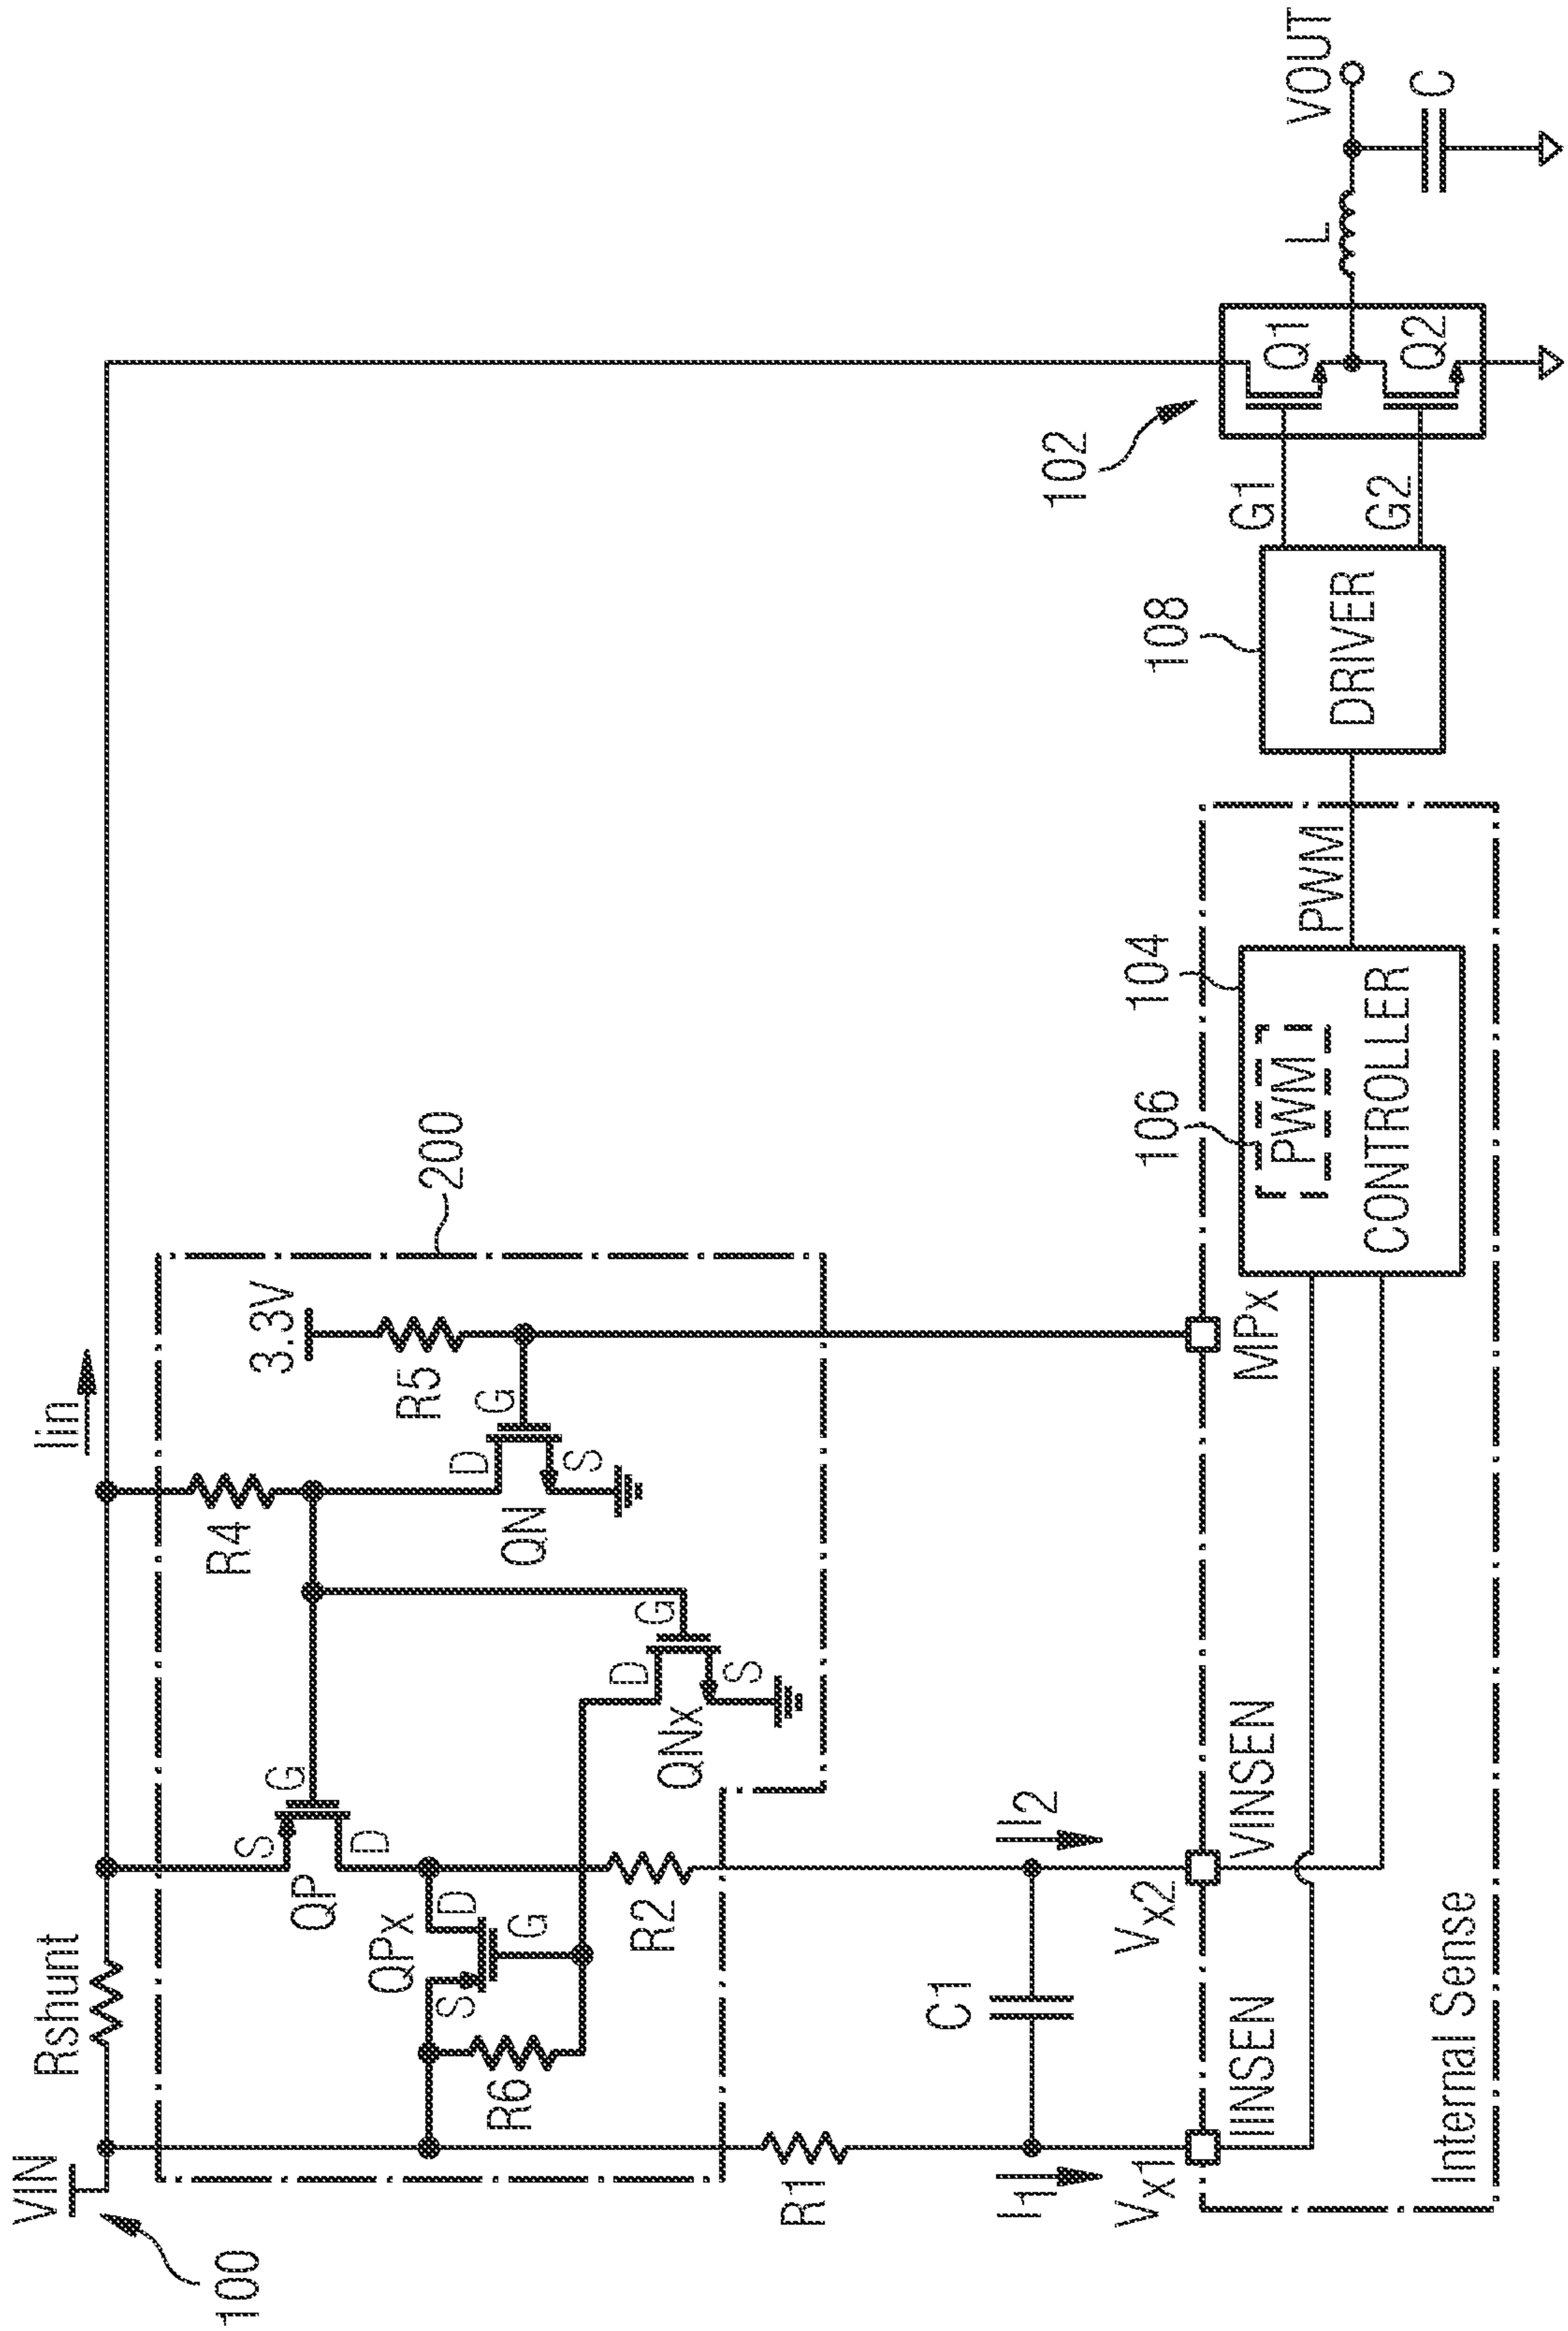 100
VIN
Rshunt
Iin
R4
3.3V
R5
200
QP
S
G
D
QPx
S
D
G
R6
QN
D
G
S
QNx
D
G
S
R1
R2
C1
I1
I2
Vx1
Vx2
IINSEN
VINSEN
MPx
Internal Sense
106
104
PWM
CONTROLLER
PWM
108
DRIVER
G1
G2
102
Q1
Q2
L
VOUT
C